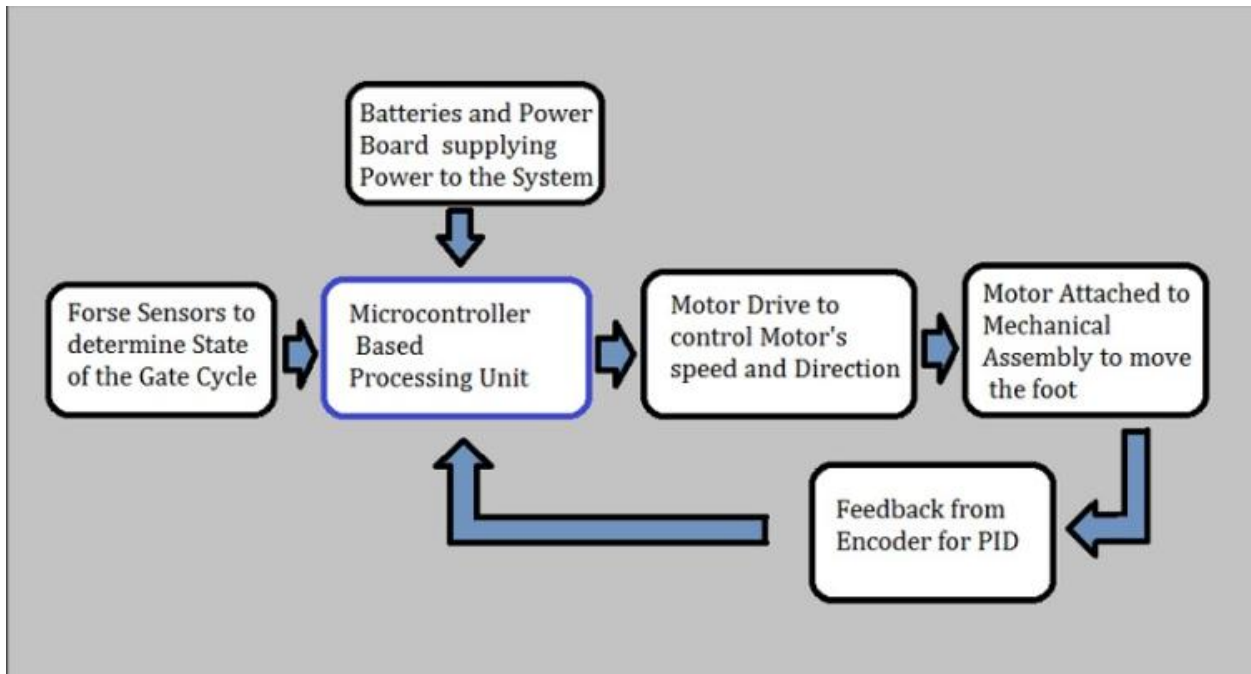 Batteries and Power
Board supplying
Power to the System
Forse Sensors to
determine State
of the Gate Cycle
Microcontroller
Based
Processing Unit
Motor Drive to
control Motor's
speed and Direction
Motor Attached to
Mechanical
Assembly to move
the foot
Feedback from
Encoder for PID